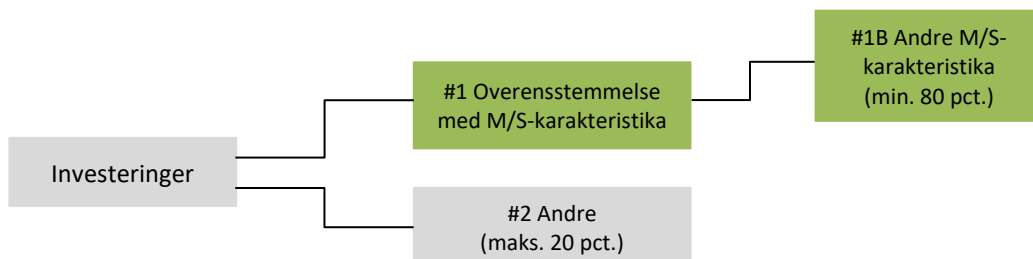 Investeringer
#1 Overensstemmelse
med M/S-karakteristika
#1B Andre M/S-
karakteristika
(min. 80 pct.)
#2 Andre
(maks. 20 pct.)